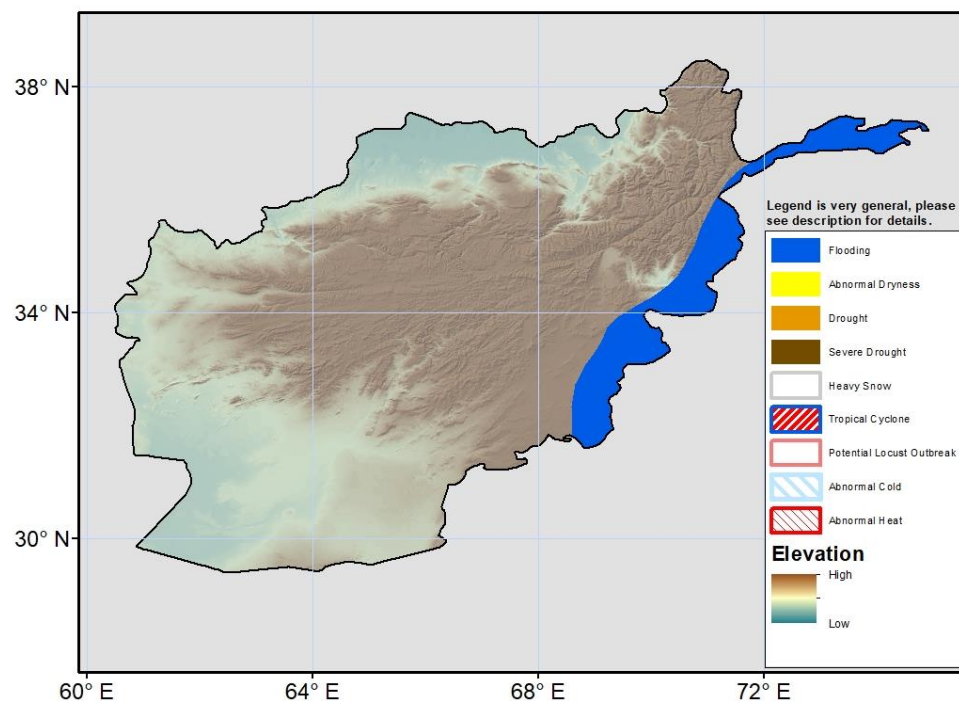 38° N
34° N
30° N
60° E
64° E
68° E
72° E
Legend is very general, please
see description for details.
Flooding
Abnormal Dryness
Drought
Severe Drought
Heavy Snow
Tropical Cyclone
Potential Locust Outbreak
Abnormal Cold
Abnormal Heat
Elevation
High
Low